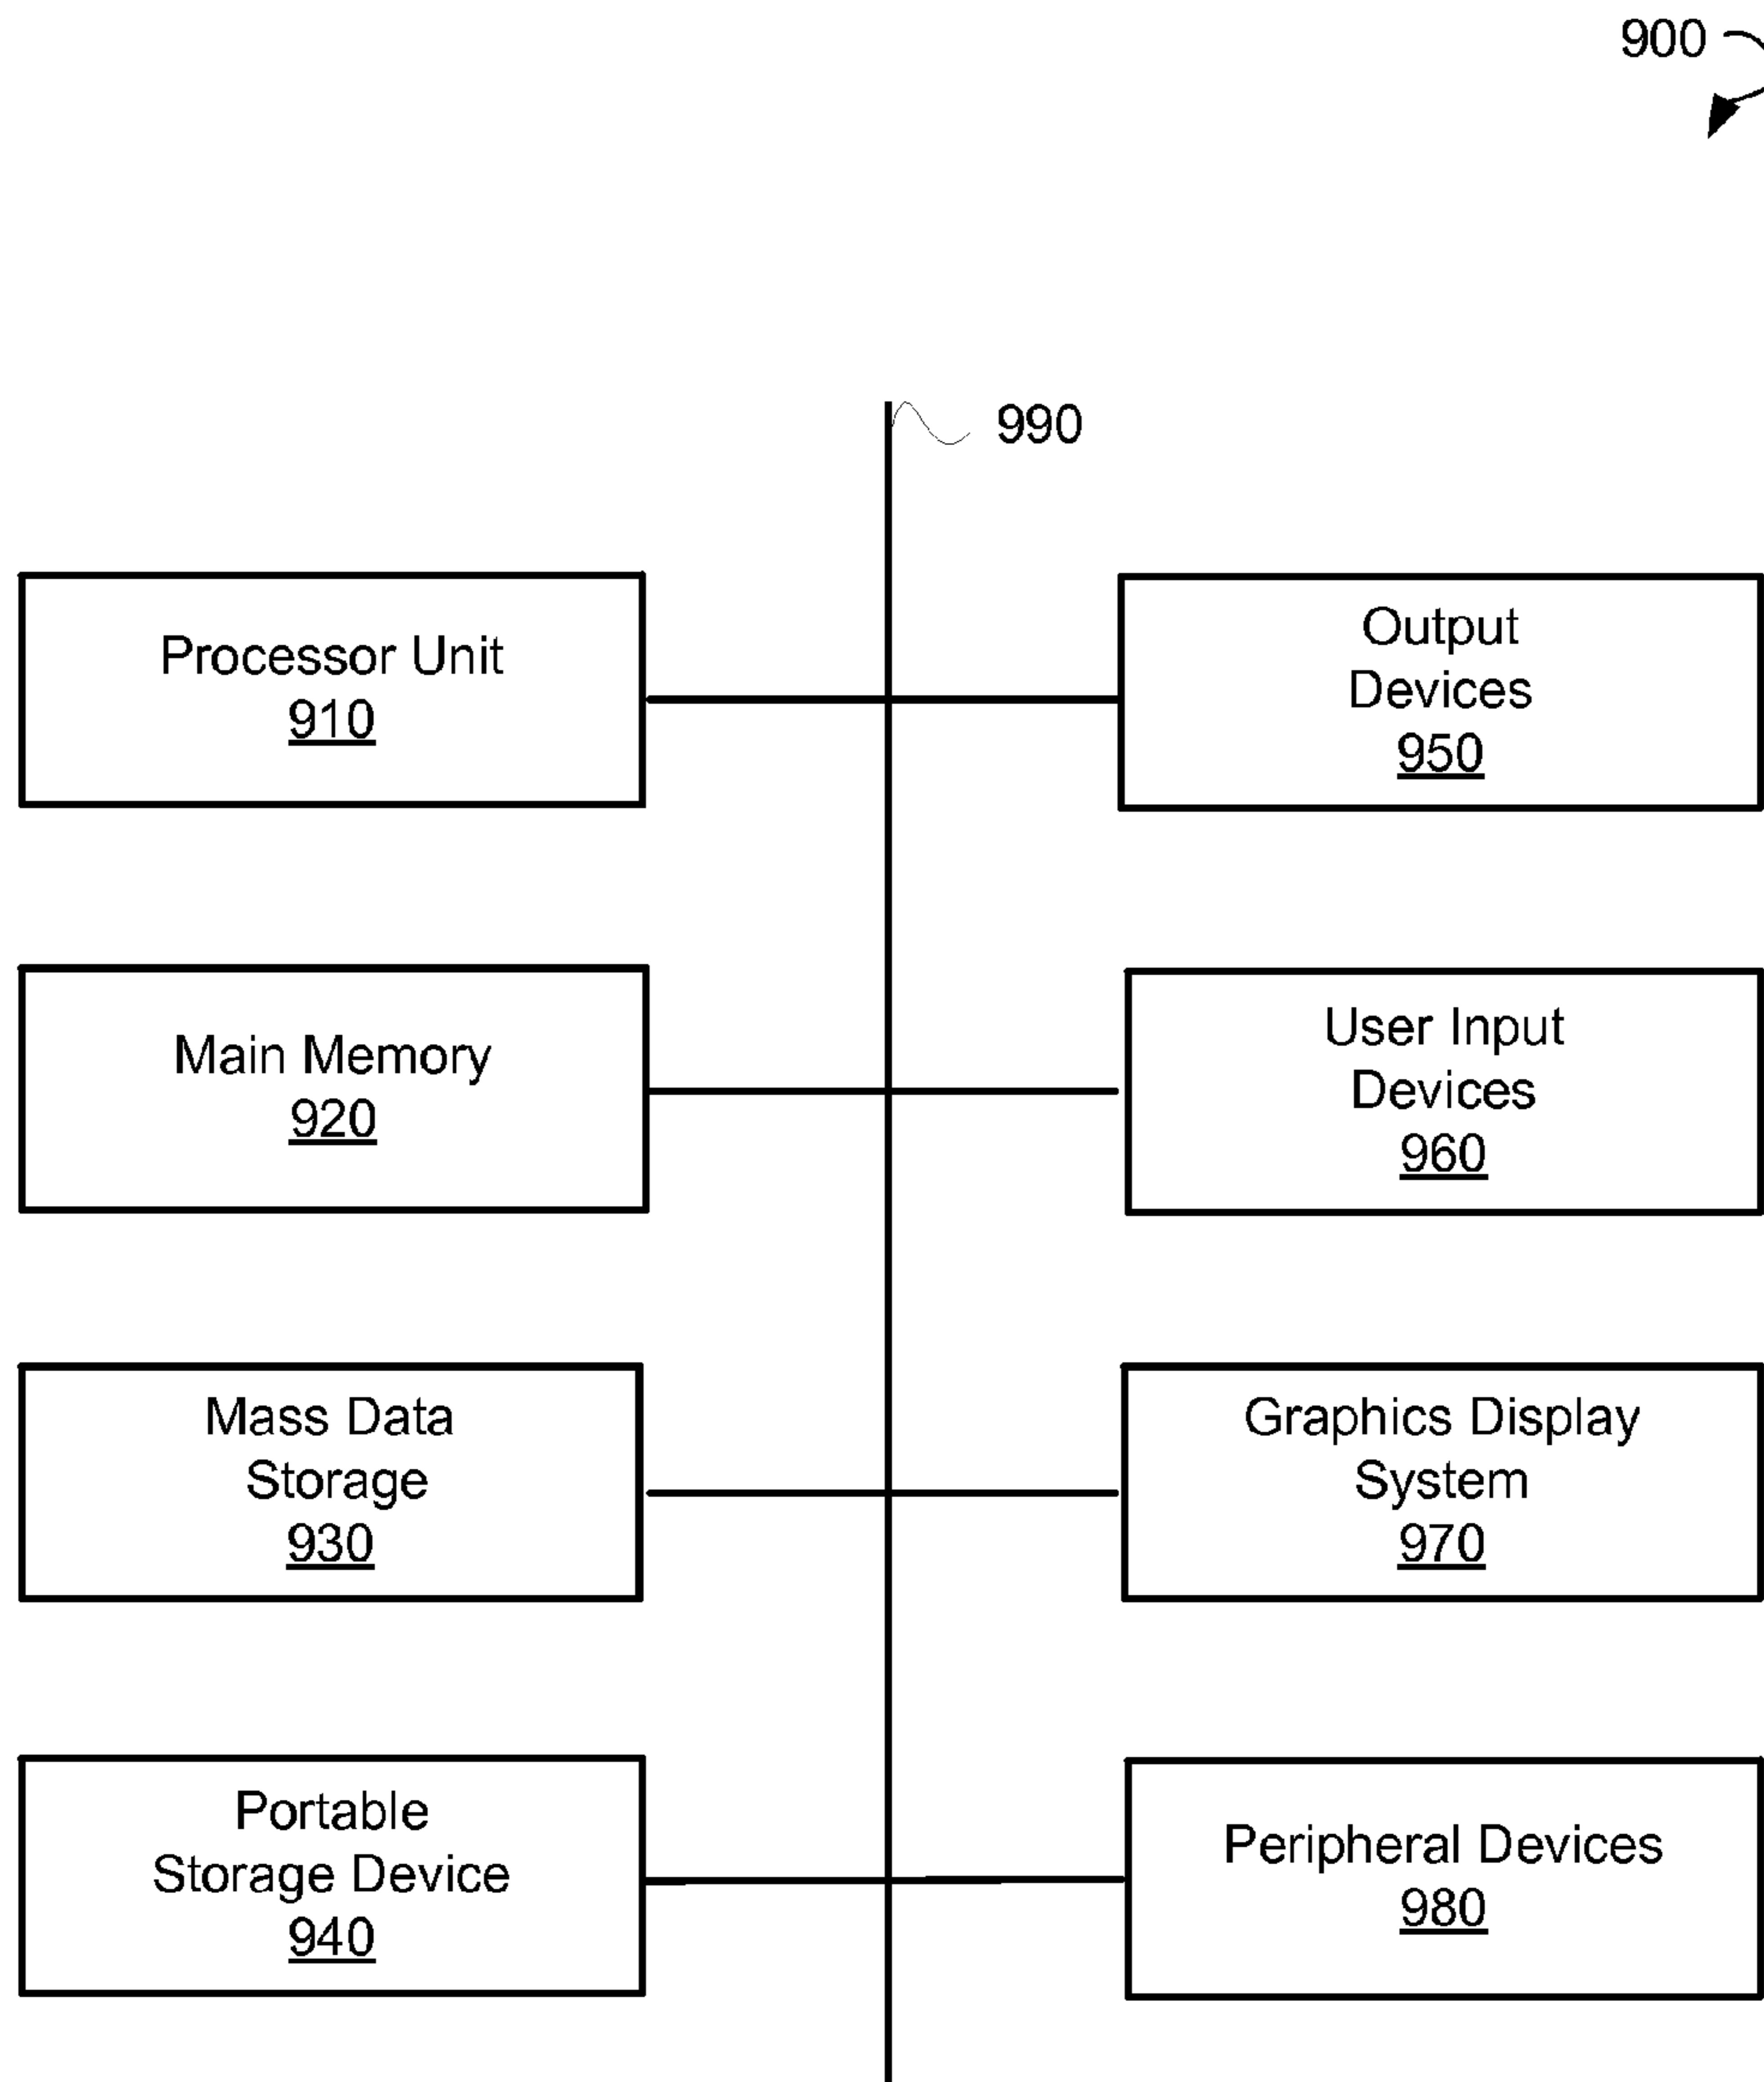 900
990
Processor Unit
910
Output
Devices
950
Main Memory
920
User Input
Devices
960
Mass Data
Storage
930
Graphics Display
System
970
Portable
Storage Device
940
Peripheral Devices
980